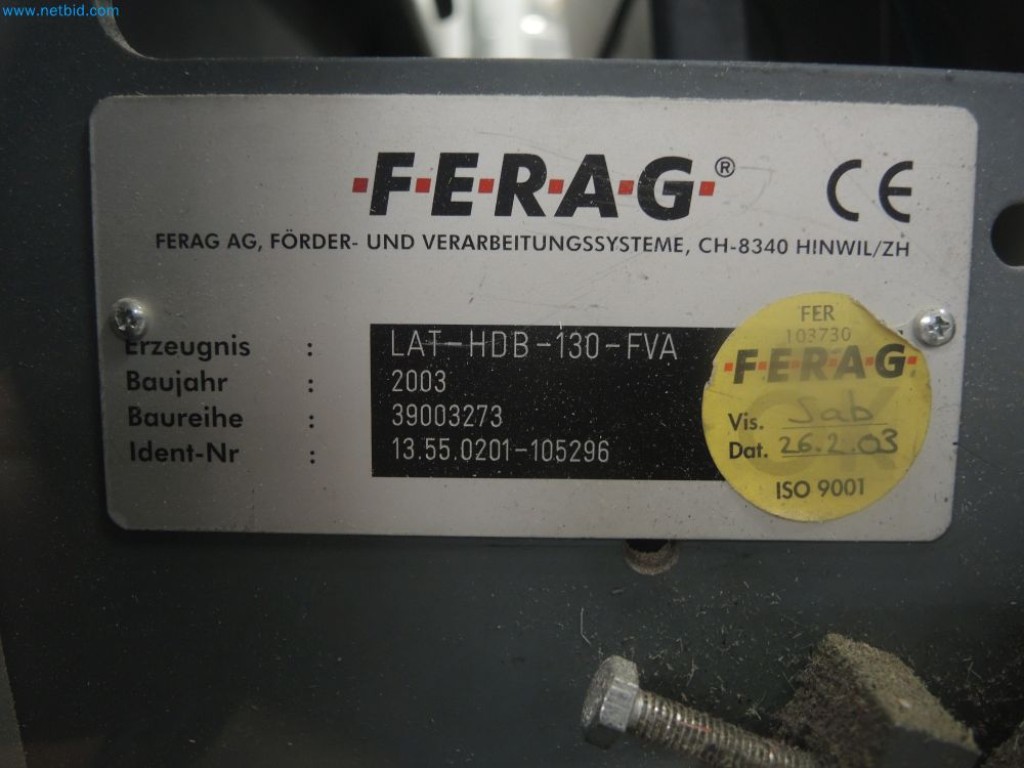 www.netbid.com
·F·E·R·A·G·® CE
FERAG AG, FÖRDER- UND VERARBEITUNGSSYSTEME, CH-8340 HINWIL/ZH
Erzeugnis : LAT-HDB-130-FVA
Baujahr : 2003
Baureihe : 39003273
Ident-Nr : 13.55.0201-105296
FER
103730
·F·E·R·A·G·
OK
Vis. Sab
Dat. 26.2.03
ISO 9001